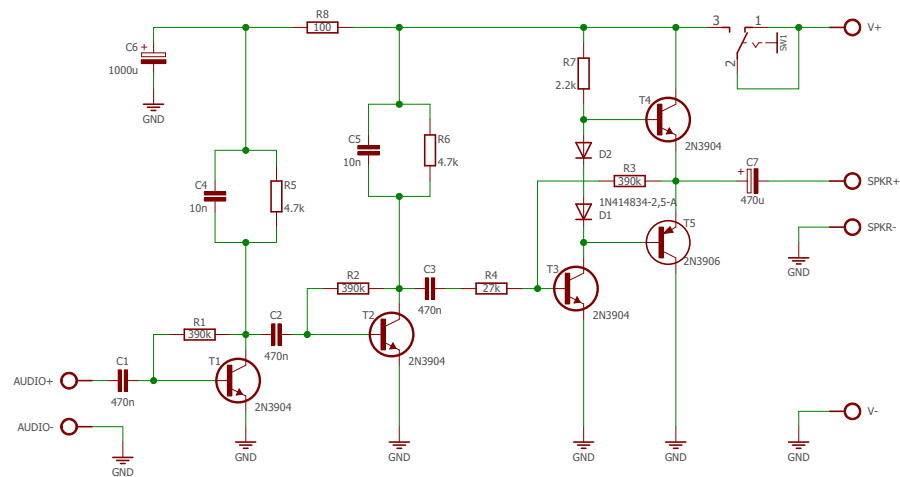 R8
100
3
1
V+
SW1
2
C6
+
1000u
GND
R7
2.2k
T4
2N3904
C5
10n
R6
4.7k
D2
R3
390k
C7
+
470u
SPKR+
1N414834-2,5-A
D1
C4
10n
R5
4.7k
T5
2N3906
SPKR-
GND
R2
390k
C3
470n
R4
27k
T3
2N3904
R1
390k
C2
470n
T2
2N3904
C1
470n
T1
2N3904
AUDIO+
AUDIO-
V-
GND
GND
GND
GND
GND
GND